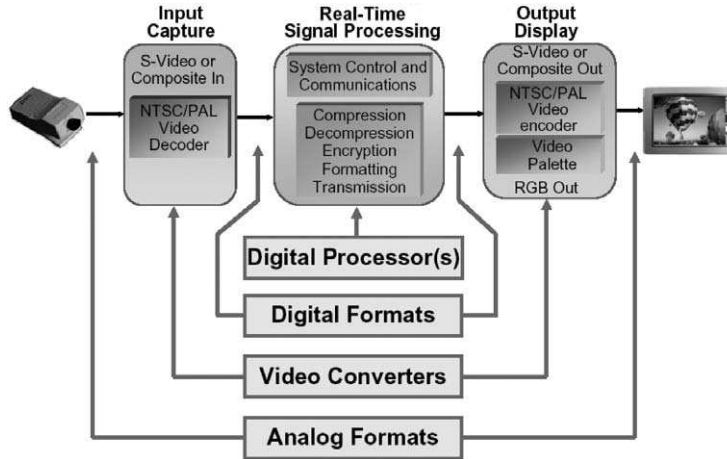 Input
Capture
Real-Time
Signal Processing
Output
Display
S-Video or
Composite In
NTSC/PAL
Video
Decoder
System Control and
Communications
Compression
Decompression
Encryption
Formatting
Transmission
S-Video or
Composite Out
NTSC/PAL
Video
encoder
Video
Palette
RGB Out
Digital Processor(s)
Digital Formats
Video Converters
Analog Formats